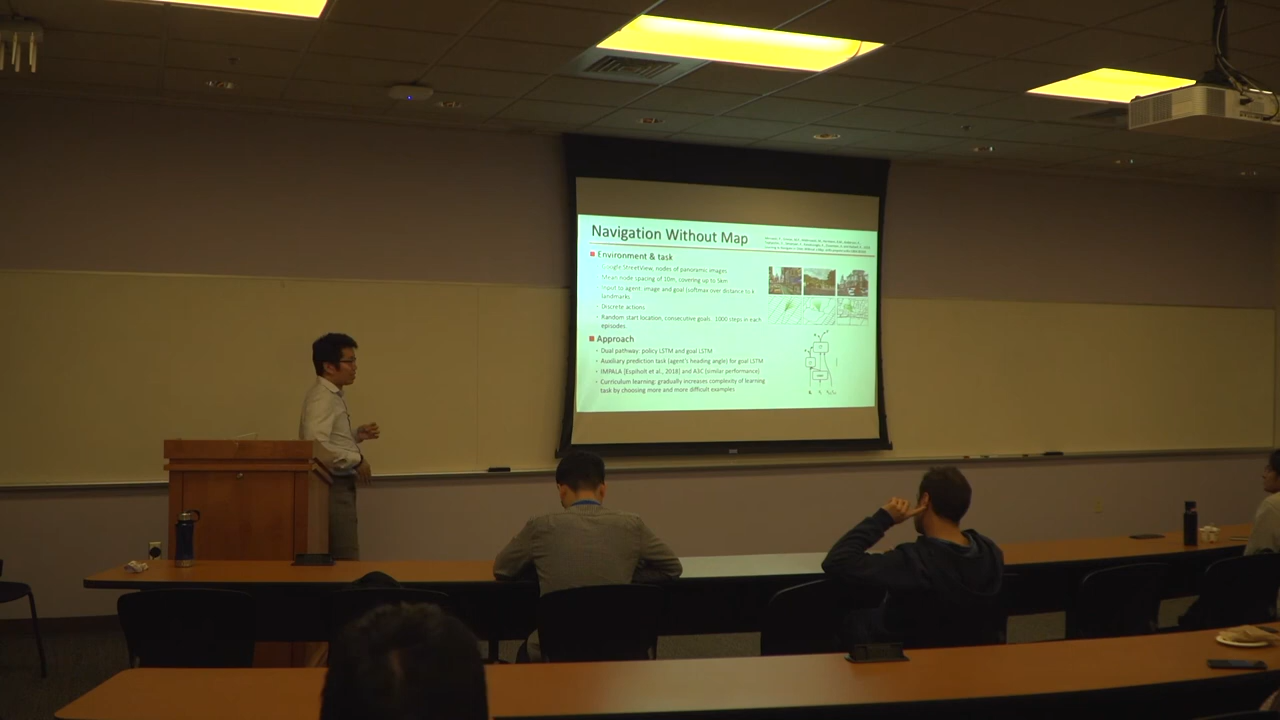 Navigation Without Map
Environment & task
Google StreetView, nodes of panoramic images
Mean node spacing of 10m, covering up to 5km
Input to agent: image and goal (softmax over distance to k
landmarks
Discrete actions
Random start location, consecutive goals. 1000 steps in each
episodes.
Approach
Dual pathway: policy LSTM and goal LSTM
Auxiliary prediction task (agent's heading angle) for goal LSTM
IMPALA [Espeholt et al., 2018] and A3C (similar performance)
Curriculum learning: gradually increases complexity of learning
task by choosing more and more difficult examples